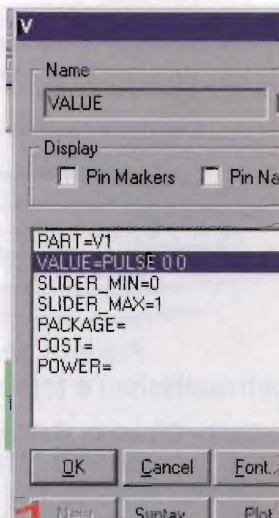 V
Name
VALUE
Display
Pin Markers Pin Na
PART=V1
VALUE=PULSE 0 0
SLIDER_MIN=0
SLIDER_MAX=1
PACKAGE=
COST=
POWER=
OK Cancel Font..
1 New.. Syntax.. Plot